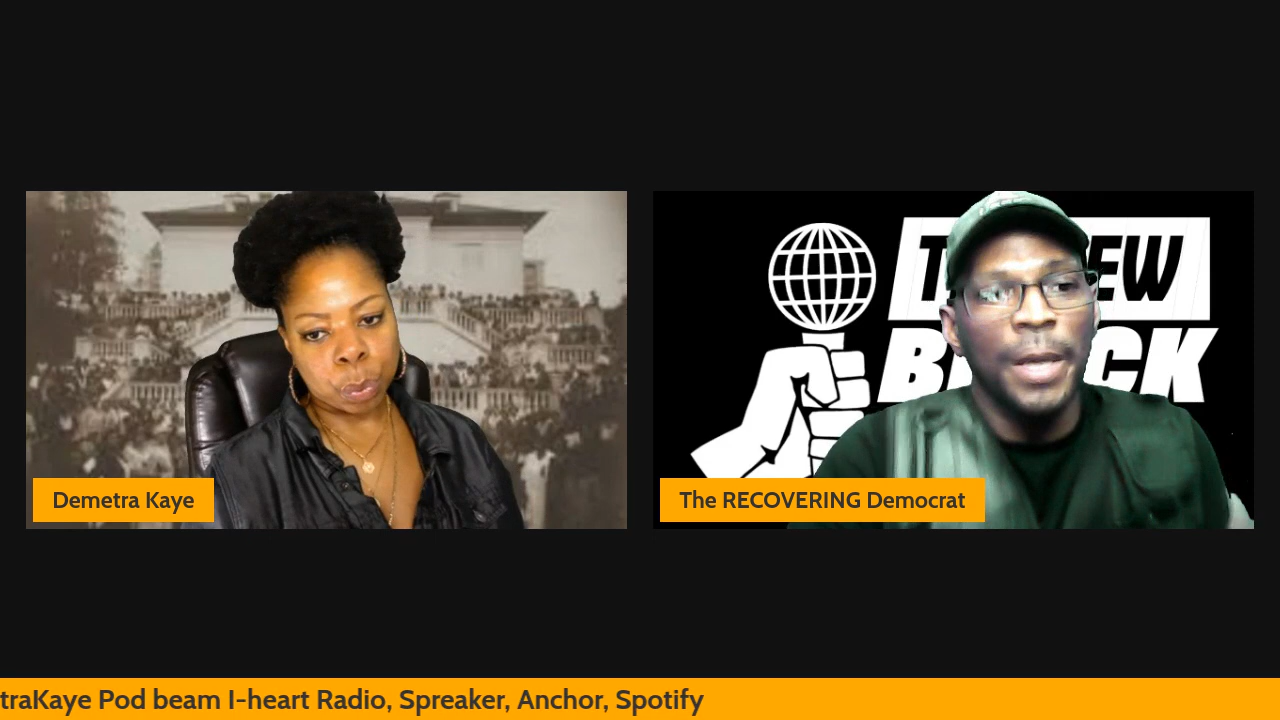 Demetra Kaye
The RECOVERING Democrat
traKaye Pod beam I-heart Radio, Spreaker, Anchor, Spotify